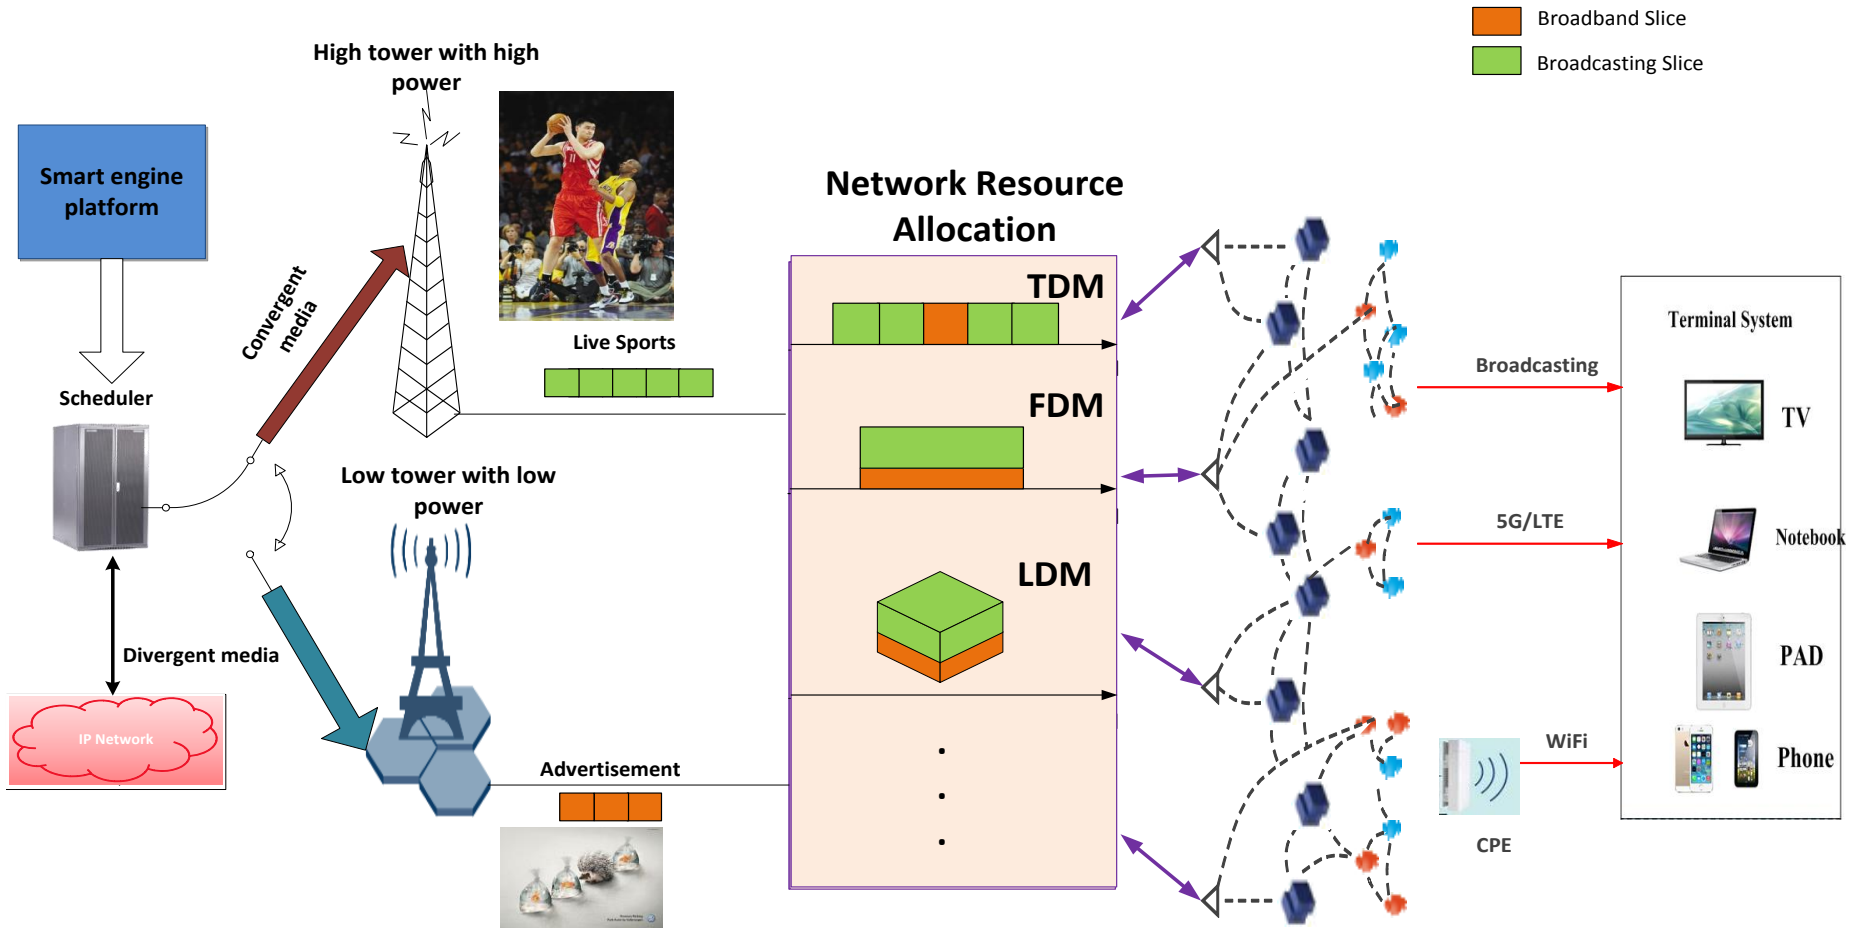 Broadband Slice
Broadcasting Slice
High tower with high
power
Smart engine
platform
11
Network Resource
Allocation
Convergent
media
TDM
Live Sports
Terminal System
Scheduler
FDM
Broadcasting
TV
Low tower with low
power
5G/LTE
Notebook
LDM
Divergent media
PAD
IP Network
WiFi
Phone
Advertisement
CPE